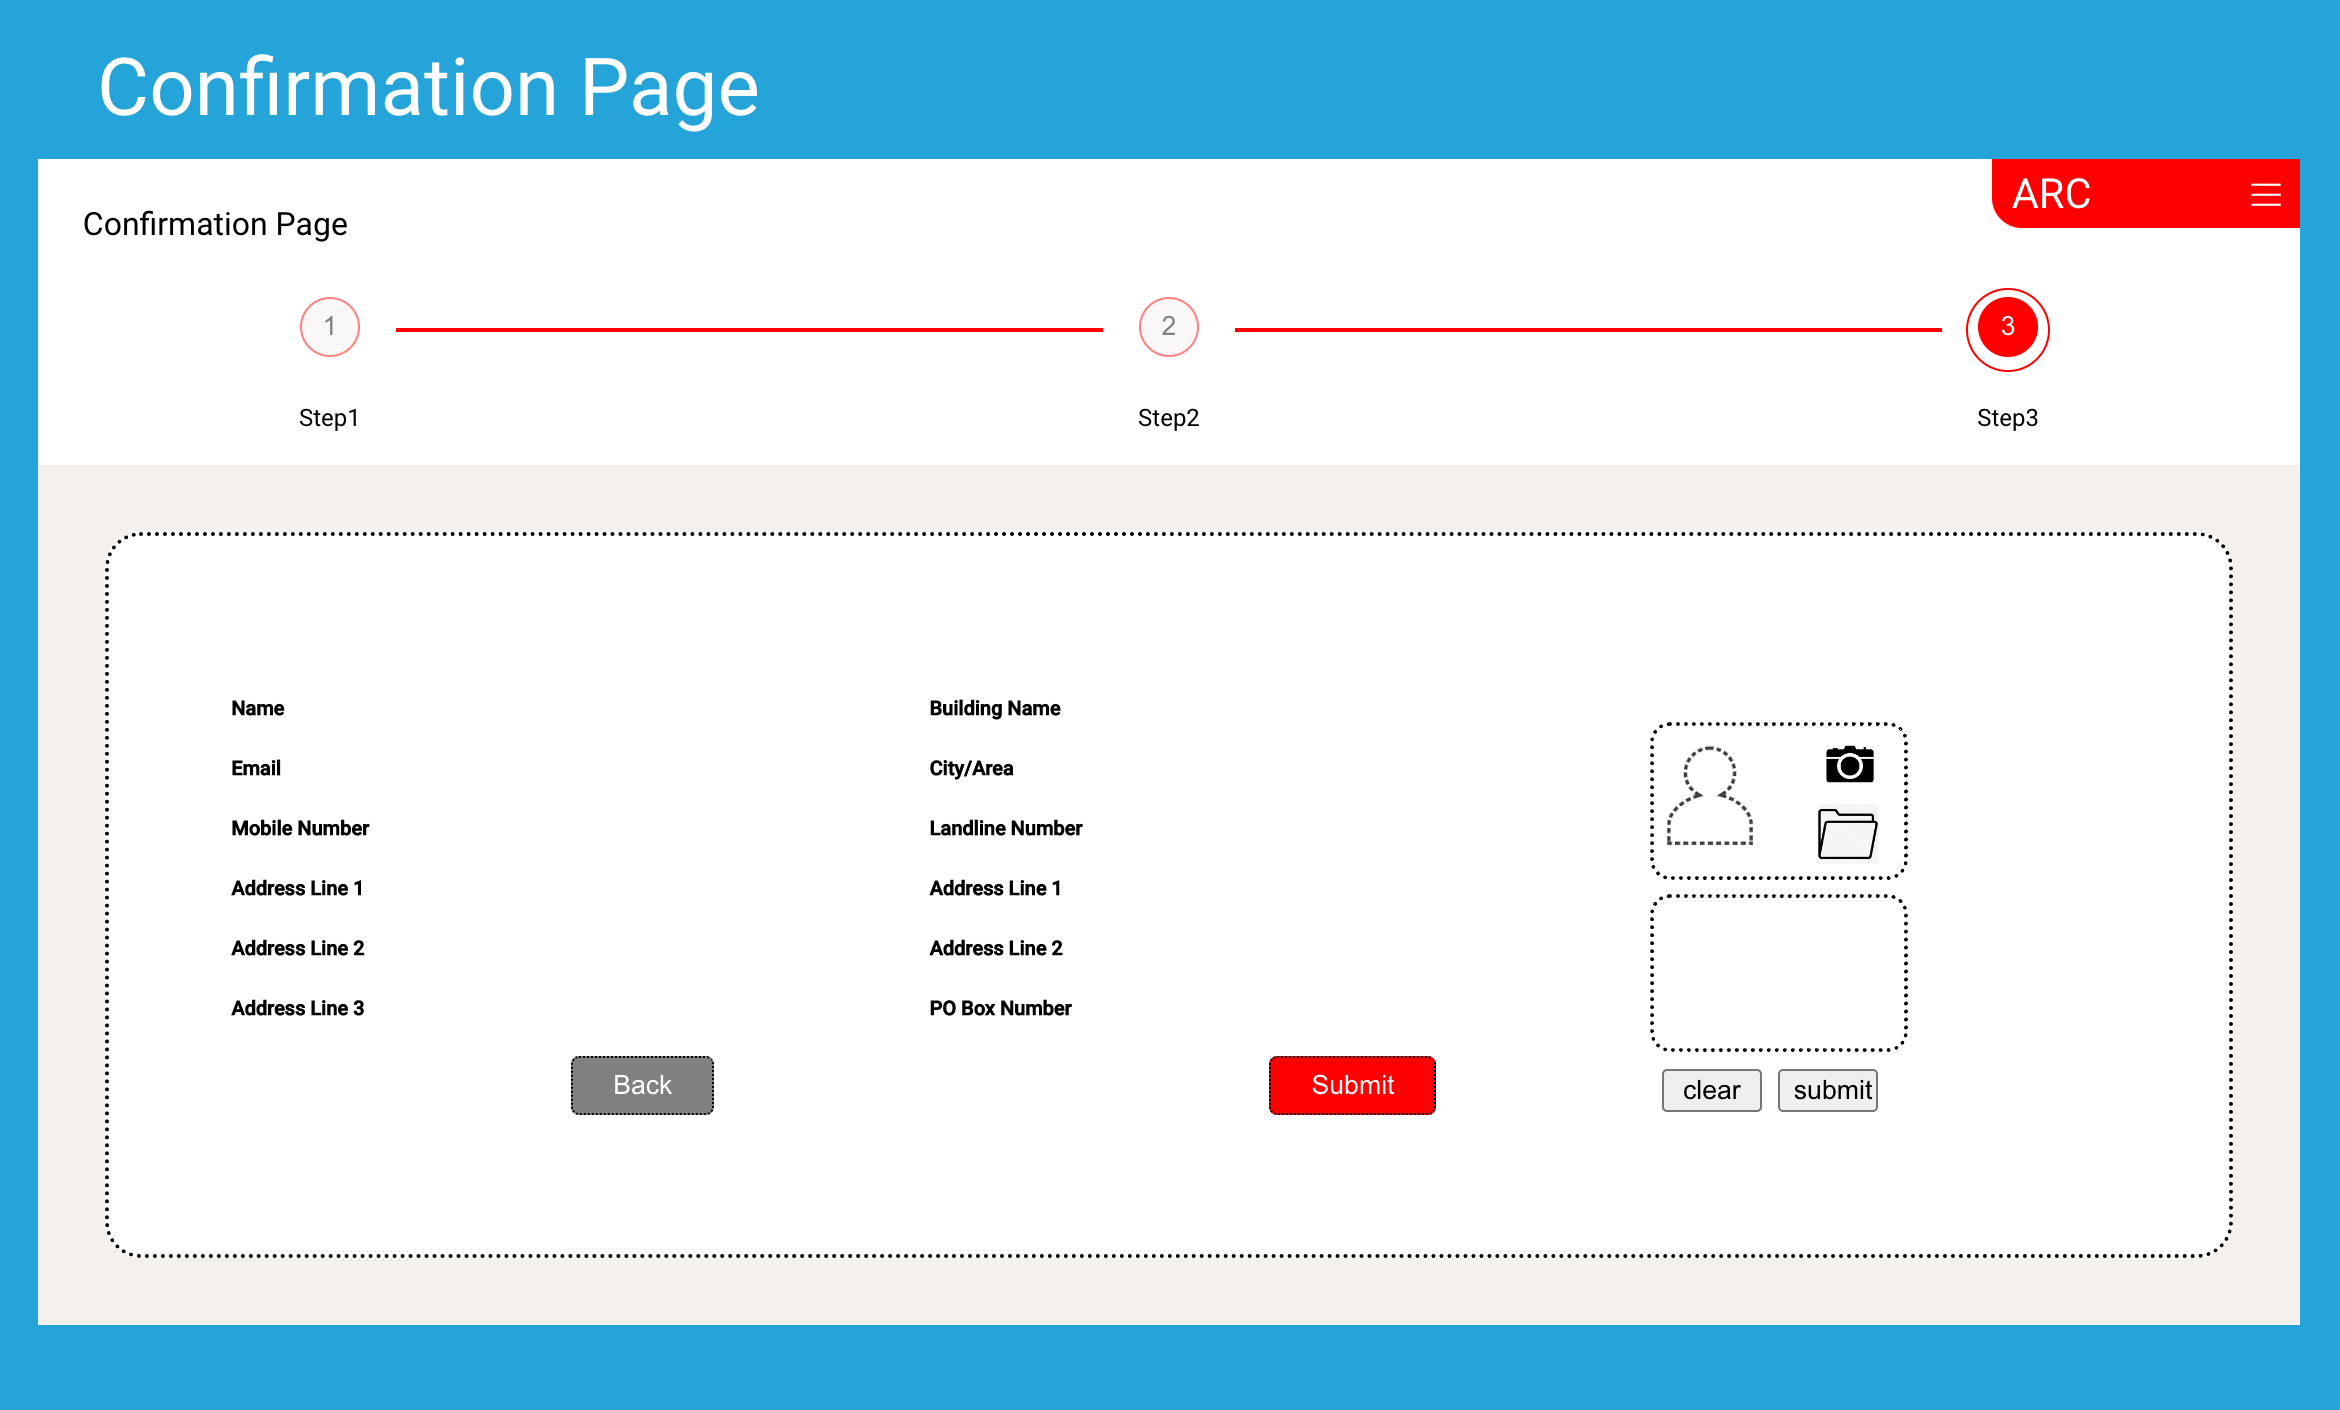 Confirmation Page
ARC
Confirmation Page
1
2
3
Step1
Step2
Step3
Name
Building Name
Email
City/Area
Mobile Number
Landline Number
Address Line 1
Address Line 1
Address Line 2
Address Line 2
Address Line 3
PO Box Number
Back
Submit
clear
submit